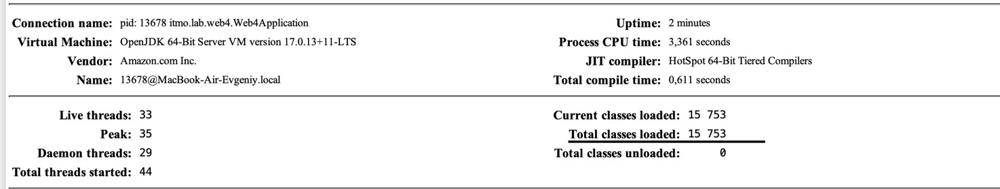 Connection name: pid: 13678 itmo.lab.web4.Web4Application
Virtual Machine: OpenJDK 64-Bit Server VM version 17.0.13+11-LTS
Vendor: Amazon.com Inc.
Name: 13678@MacBook-Air-Evgeniy.local
Uptime: 2 minutes
Process CPU time: 3,361 seconds
JIT compiler: HotSpot 64-Bit Tiered Compilers
Total compile time: 0,611 seconds
Live threads: 33
Peak: 35
Daemon threads: 29
Total threads started: 44
Current classes loaded: 15 753
Total classes loaded: 15 753
Total classes unloaded: 0